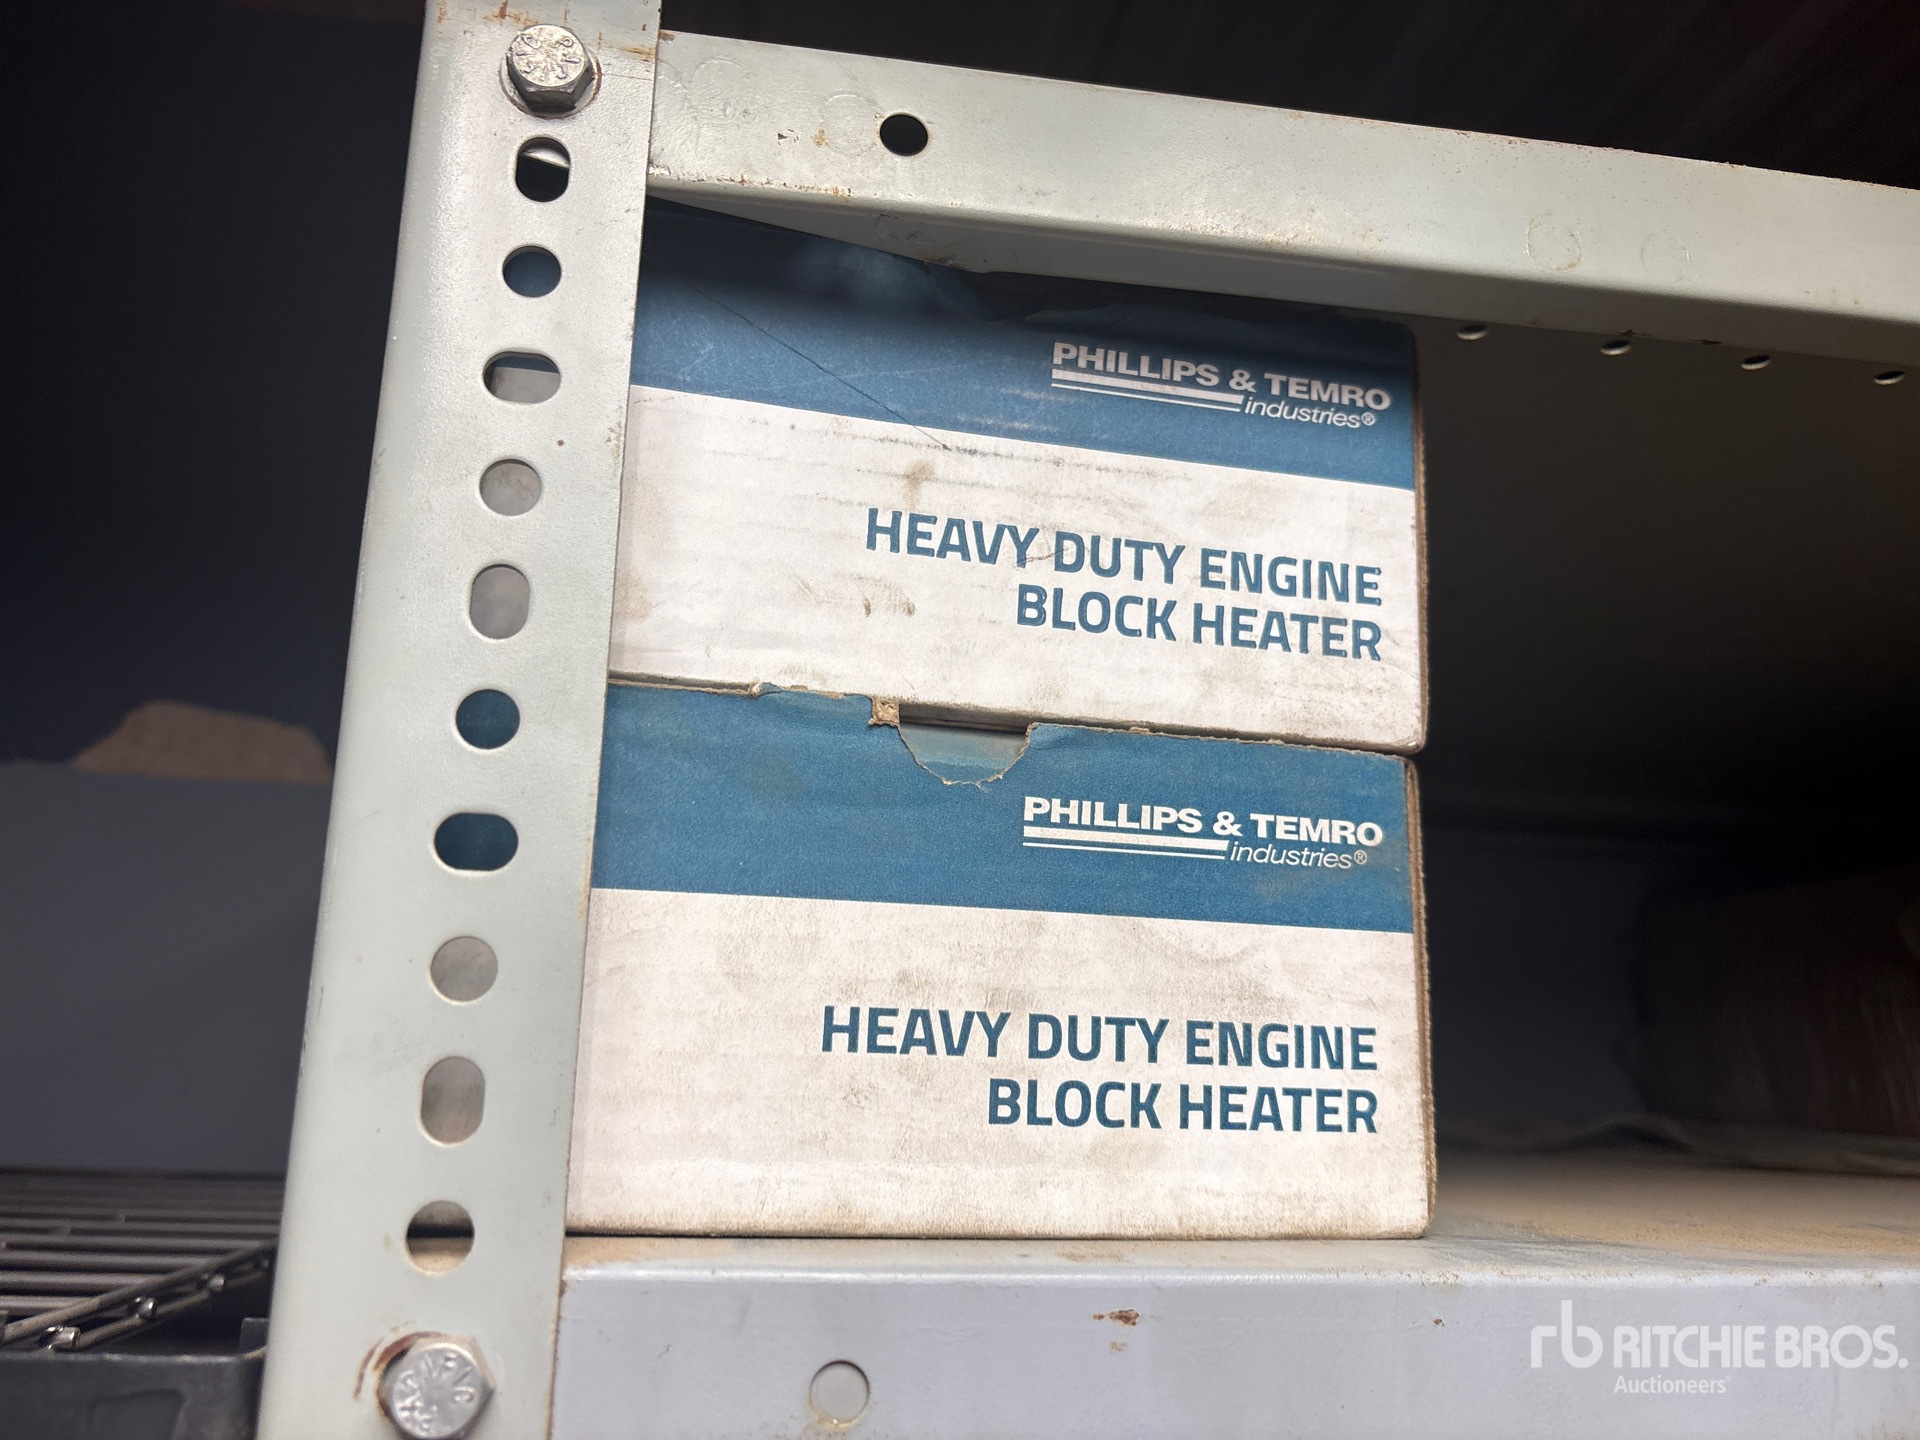 PHILLIPS & TEMRO
industries®
HEAVY DUTY ENGINE
BLOCK HEATER
PHILLIPS & TEMRO
industries®
HEAVY DUTY ENGINE
BLOCK HEATER
rb RITCHIE BROS.
Auctioneers